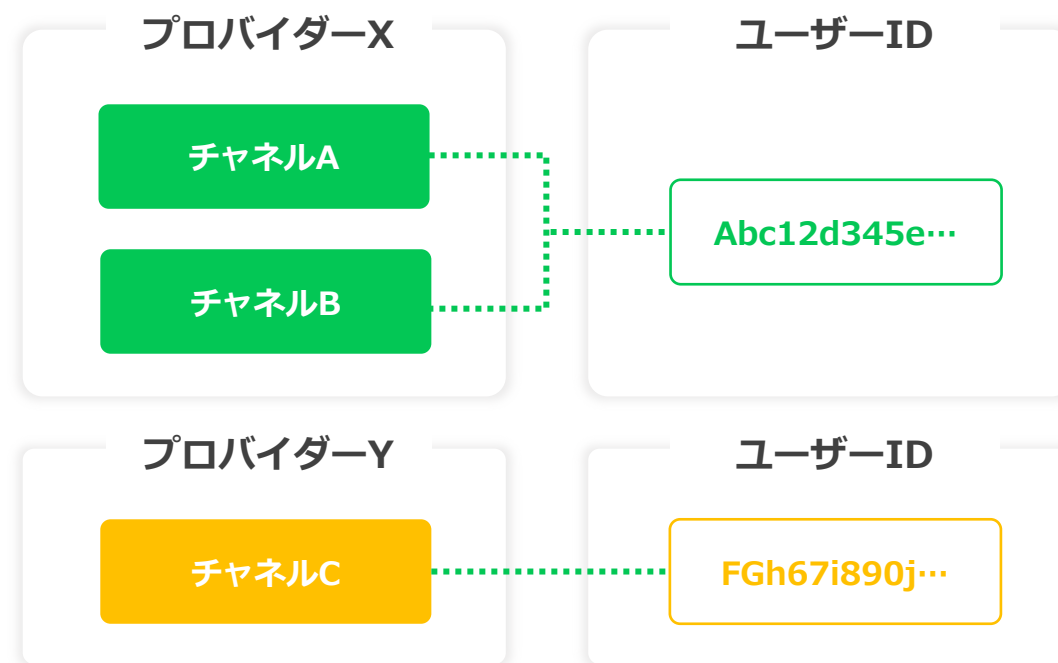 プロバイダーX
ユーザーID
チャネルA
Abc12d345e…
チャネルB
プロバイダーY
ユーザーID
チャネルC
FGh67i890j…